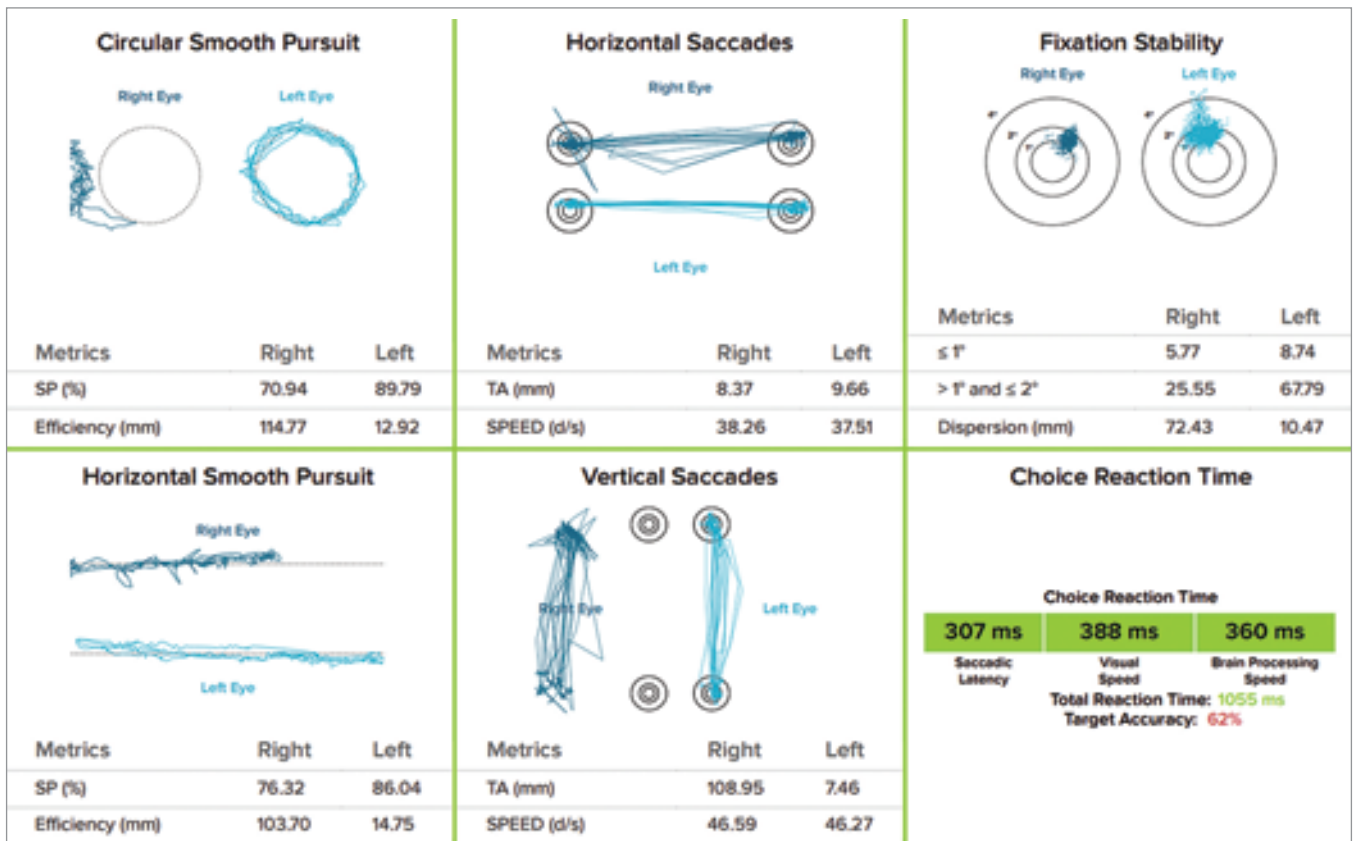 Circular Smooth Pursuit
Right Eye Left Eye
Metrics Right Left
SP (%) 70.94 89.79
Efficiency (mm) 114.77 12.92
Horizontal Saccades
Right Eye
Left Eye
Metrics Right Left
TA (mm) 8.37 9.66
SPEED (d/s) 38.26 37.51
Fixation Stability
Right Eye Left Eye
4° 4°
2° 2°
1°
Metrics Right Left
≤ 1° 5.77 8.74
> 1° and ≤ 2° 25.55 67.79
Dispersion (mm) 72.43 10.47
Horizontal Smooth Pursuit
Right Eye
Left Eye
Metrics Right Left
SP (%) 76.32 86.04
Efficiency (mm) 103.70 14.75
Vertical Saccades
Right Eye Left Eye
Metrics Right Left
TA (mm) 108.95 7.46
SPEED (d/s) 46.59 46.27
Choice Reaction Time
Choice Reaction Time
307 ms 388 ms 360 ms
Saccadic Visual Brain Processing
Latency Speed Speed
Total Reaction Time: 1055 ms
Target Accuracy: 62%